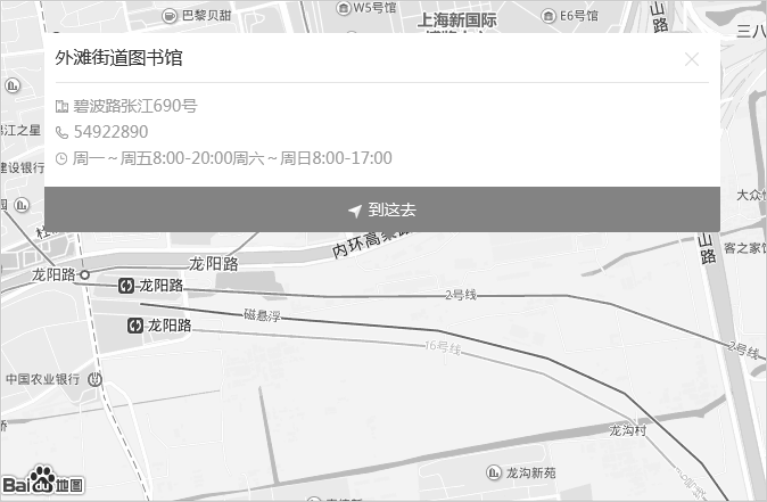 巴黎贝甜
W5号馆
上海新国际
E6号馆
山路
三八
外滩街道图书馆
碧波路张江690号
54922890
周一～周五8:00-20:00周六～周日8:00-17:00
到这去
江之星
建设银行
园
大众
杜
内环高架
山路
客之家
龙阳路
龙阳路
龙阳路
2号线
磁悬浮
龙阳路
16号线
2号线
中国农业银行
龙沟村
龙沟新苑
Bai du 地图